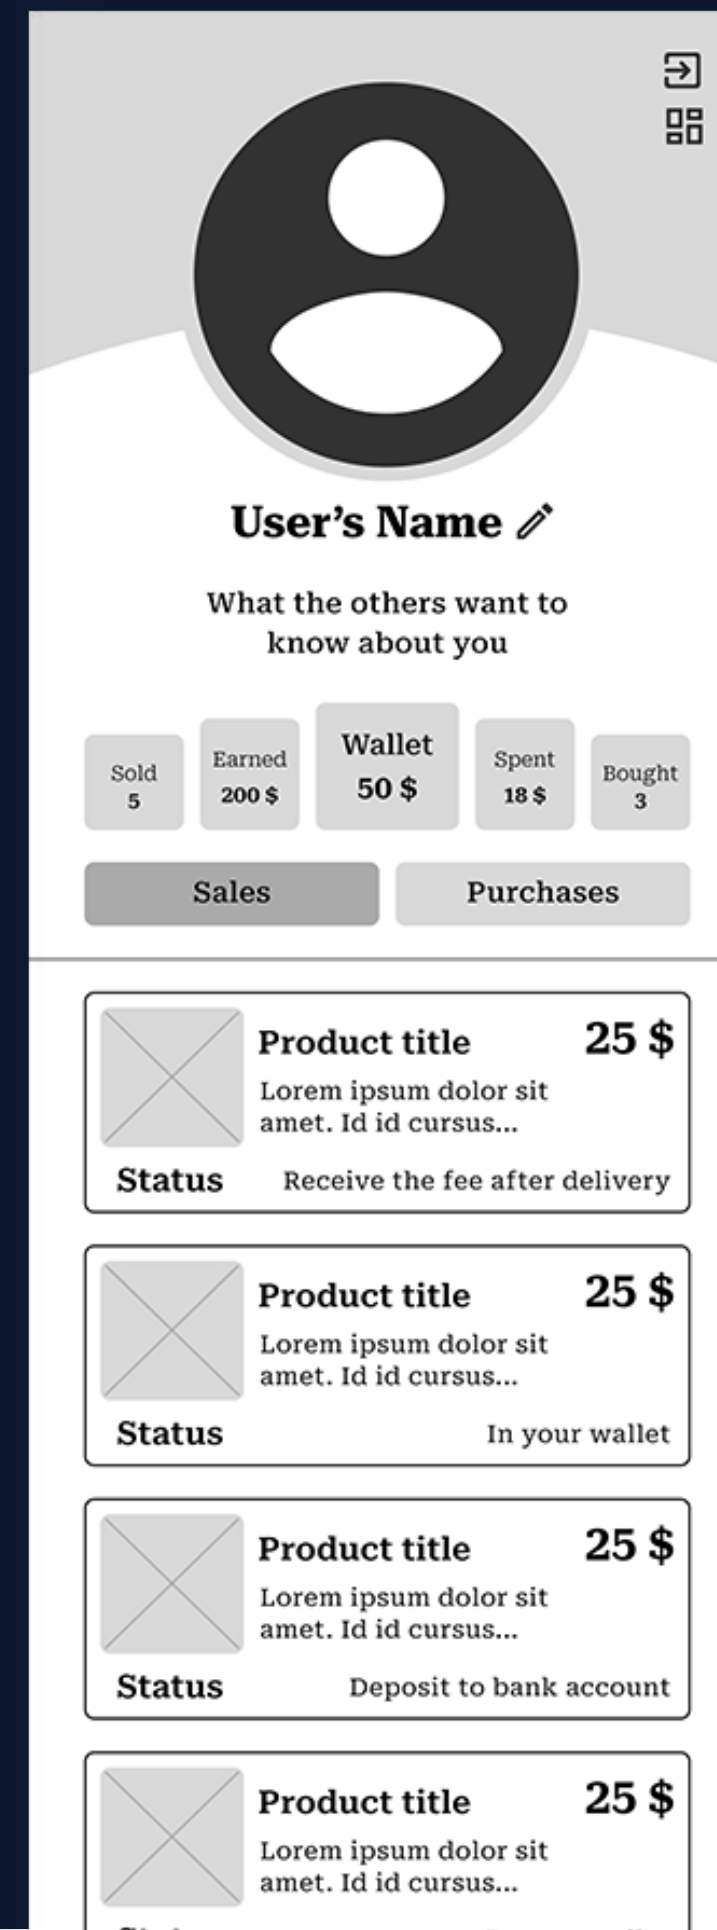 User's Name
What the others want to
know about you
Sold
5
Earned
200 $
Wallet
50 $
Spent
18 $
Bought
3
Sales
Purchases
Product title
25 $
Lorem ipsum dolor sit
amet. Id id cursus...
Status
Receive the fee after delivery
Product title
25 $
Lorem ipsum dolor sit
amet. Id id cursus...
Status
In your wallet
Product title
25 $
Lorem ipsum dolor sit
amet. Id id cursus...
Status
Deposit to bank account
Product title
25 $
Lorem ipsum dolor sit
amet. Id id cursus...